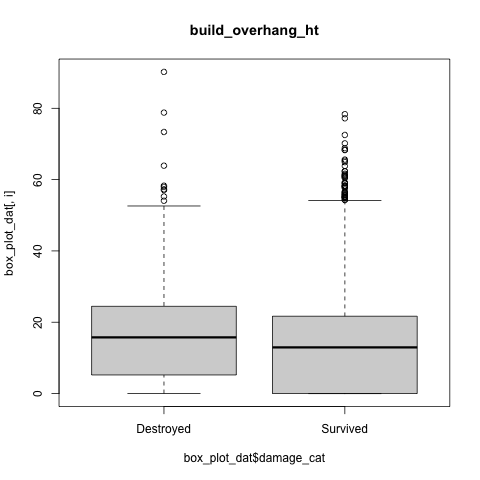 build_overhang_ht
box_plot_dat[, i]
80
60
40
20
0
Destroyed
Survived
box_plot_dat$damage_cat